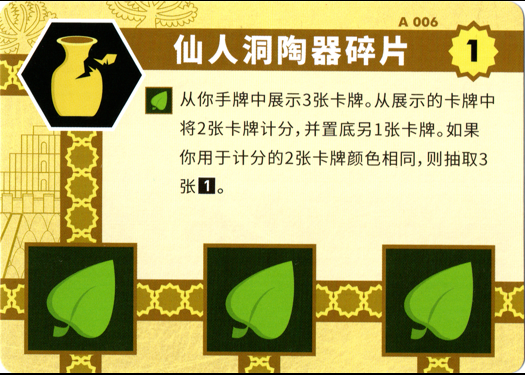 A 006
仙人洞陶器碎片
1
从你手牌中展示3张卡牌。从展示的卡牌中
将2张卡牌计分，并置底另1张卡牌。如果
你用于计分的2张卡牌颜色相同，则抽取3
张1。